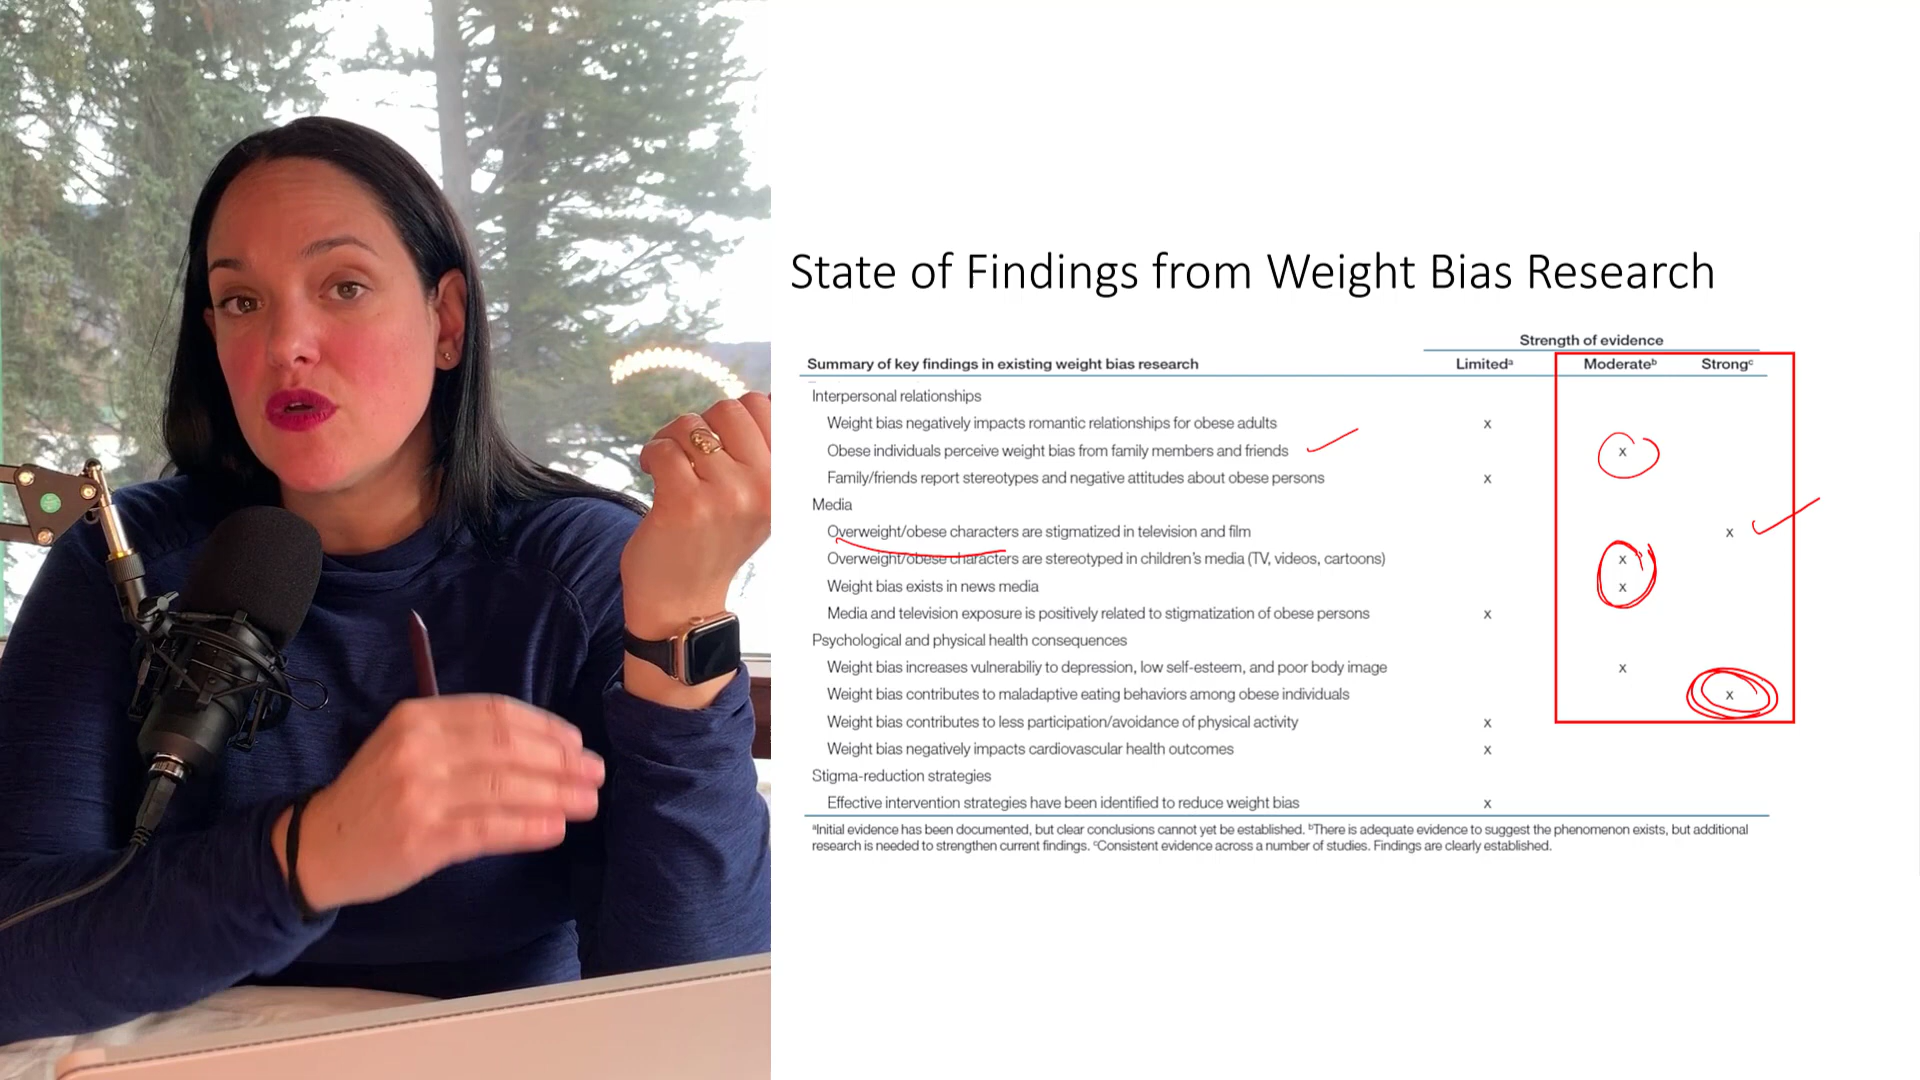 State of Findings from Weight Bias Research
Strength of evidence
Summary of key findings in existing weight bias research Limitedᵃ Moderateᵇ Strongᶜ
Interpersonal relationships
Weight bias negatively impacts romantic relationships for obese adults x
Obese individuals perceive weight bias from family members and friends x
Family/friends report stereotypes and negative attitudes about obese persons x
Media
Overweight/obese characters are stigmatized in television and film x
Overweight/obese characters are stereotyped in children's media (TV, videos, cartoons) x
Weight bias exists in news media x
Media and television exposure is positively related to stigmatization of obese persons x
Psychological and physical health consequences
Weight bias increases vulnerabiliy to depression, low self-esteem, and poor body image x
Weight bias contributes to maladaptive eating behaviors among obese individuals x
Weight bias contributes to less participation/avoidance of physical activity x
Weight bias negatively impacts cardiovascular health outcomes x
Stigma-reduction strategies
Effective intervention strategies have been identified to reduce weight bias x
ᵃInitial evidence has been documented, but clear conclusions cannot yet be established. ᵇThere is adequate evidence to suggest the phenomenon exists, but additional
research is needed to strengthen current findings. ᶜConsistent evidence across a number of studies. Findings are clearly established.